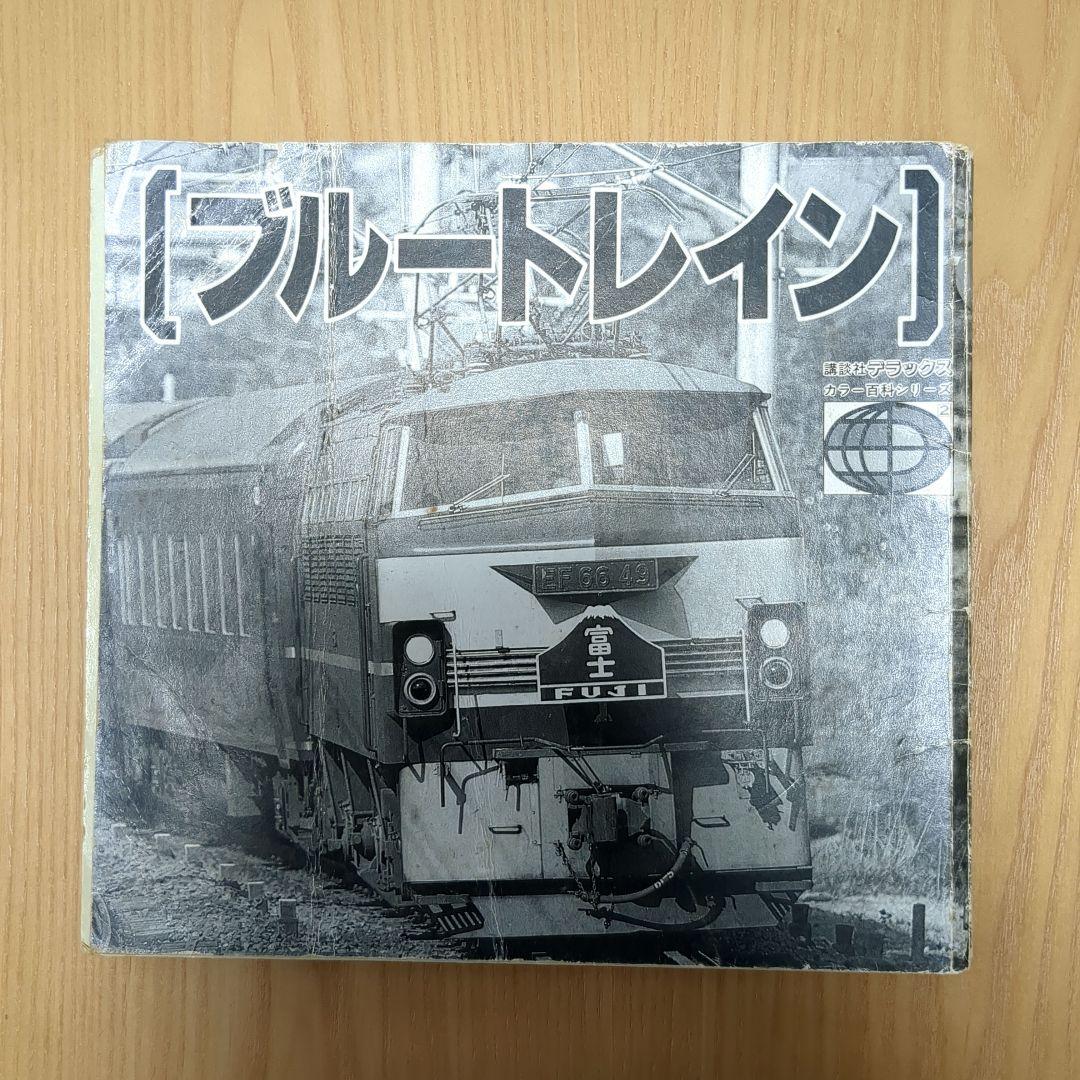 [ブルートレイン]
講談社デラックス
カラー百科シリーズ
2
EF66 49
富士
FUJI